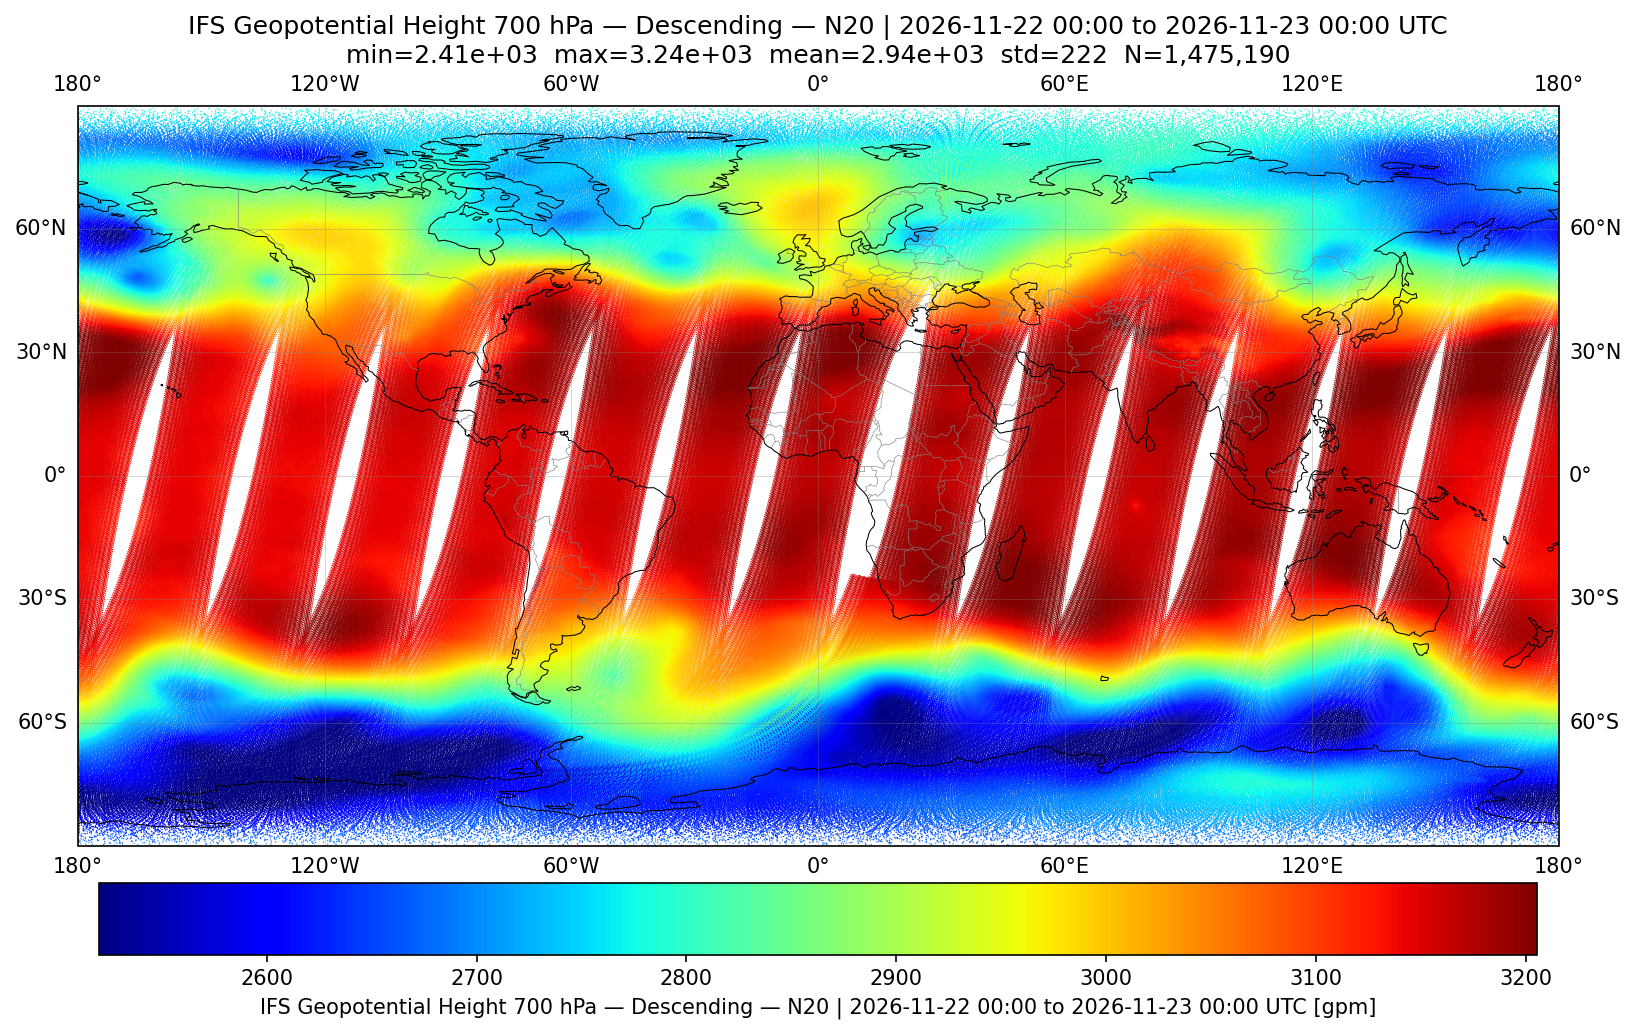 IFS Geopotential Height 700 hPa — Descending — N20 | 2026-11-22 00:00 to 2026-11-23 00:00 UTC
min=2.41e+03 max=3.24e+03 mean=2.94e+03 std=222 N=1,475,190
180° 120°W 60°W 0° 60°E 120°E 180°
60°N 60°N
30°N 30°N
0° 0°
30°S 30°S
60°S 60°S
180° 120°W 60°W 0° 60°E 120°E 180°
2600 2700 2800 2900 3000 3100 3200
IFS Geopotential Height 700 hPa — Descending — N20 | 2026-11-22 00:00 to 2026-11-23 00:00 UTC [gpm]